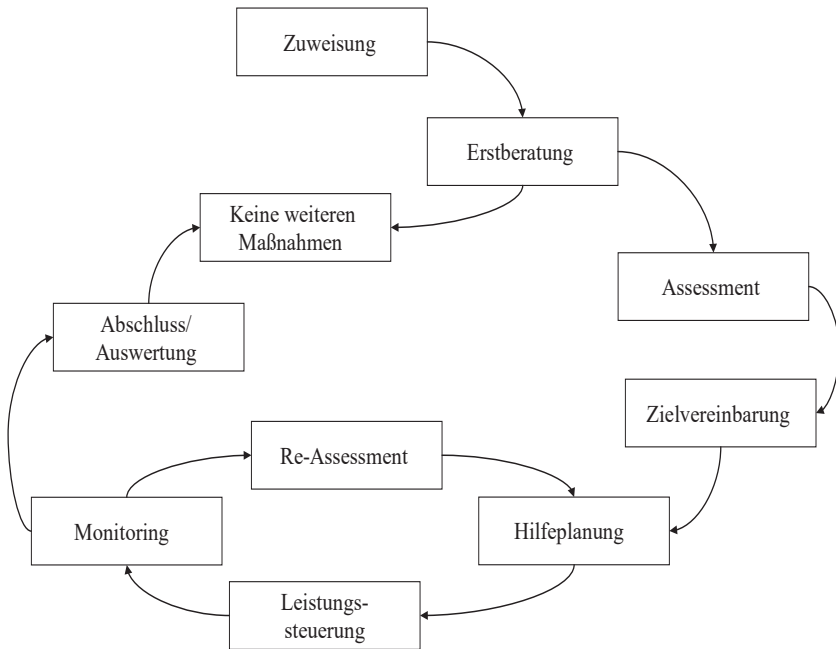 Zuweisung
Erstberatung
Keine weiteren
Maßnahmen
Assessment
Abschluss/
Auswertung
Zielvereinbarung
Re-Assessment
Monitoring
Hilfeplanung
Leistungs-
steuerung